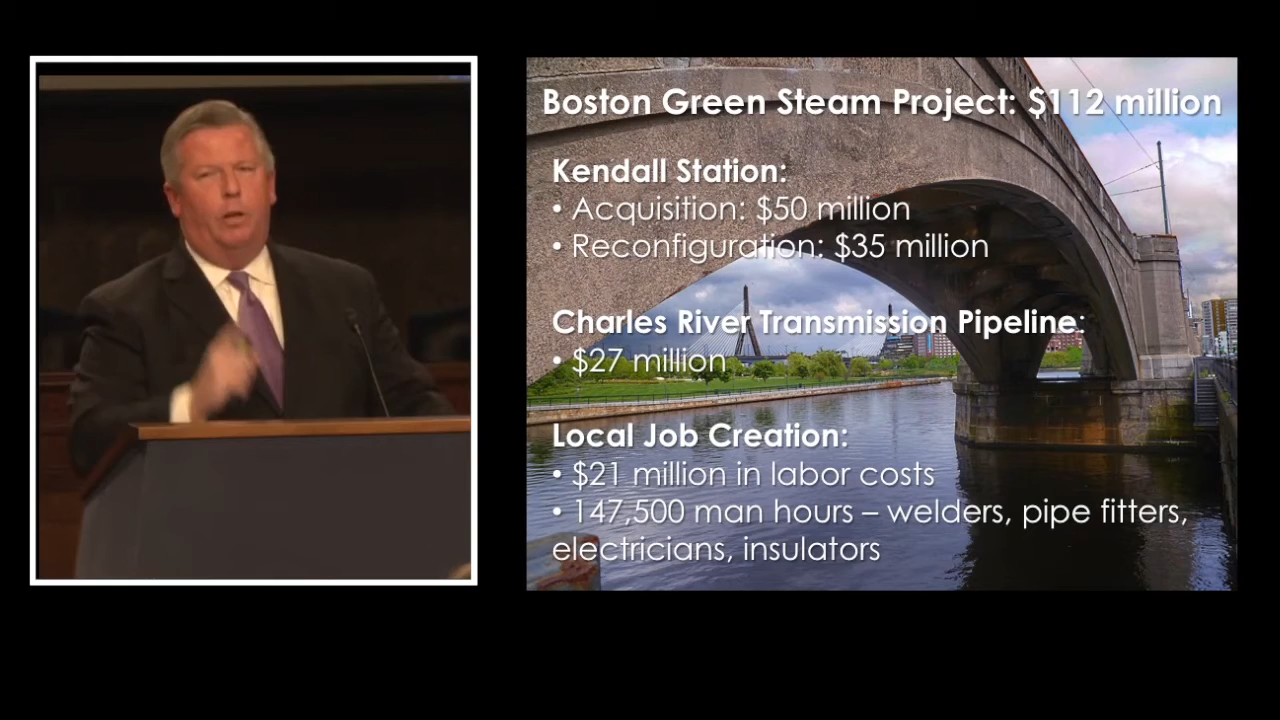 Boston Green Steam Project: $112 million
Kendall Station:
• Acquisition: $50 million
• Reconfiguration: $35 million
Charles River Transmission Pipeline:
• $27 million
Local Job Creation:
• $21 million in labor costs
• 147,500 man hours – welders, pipe fitters,
electricians, insulators